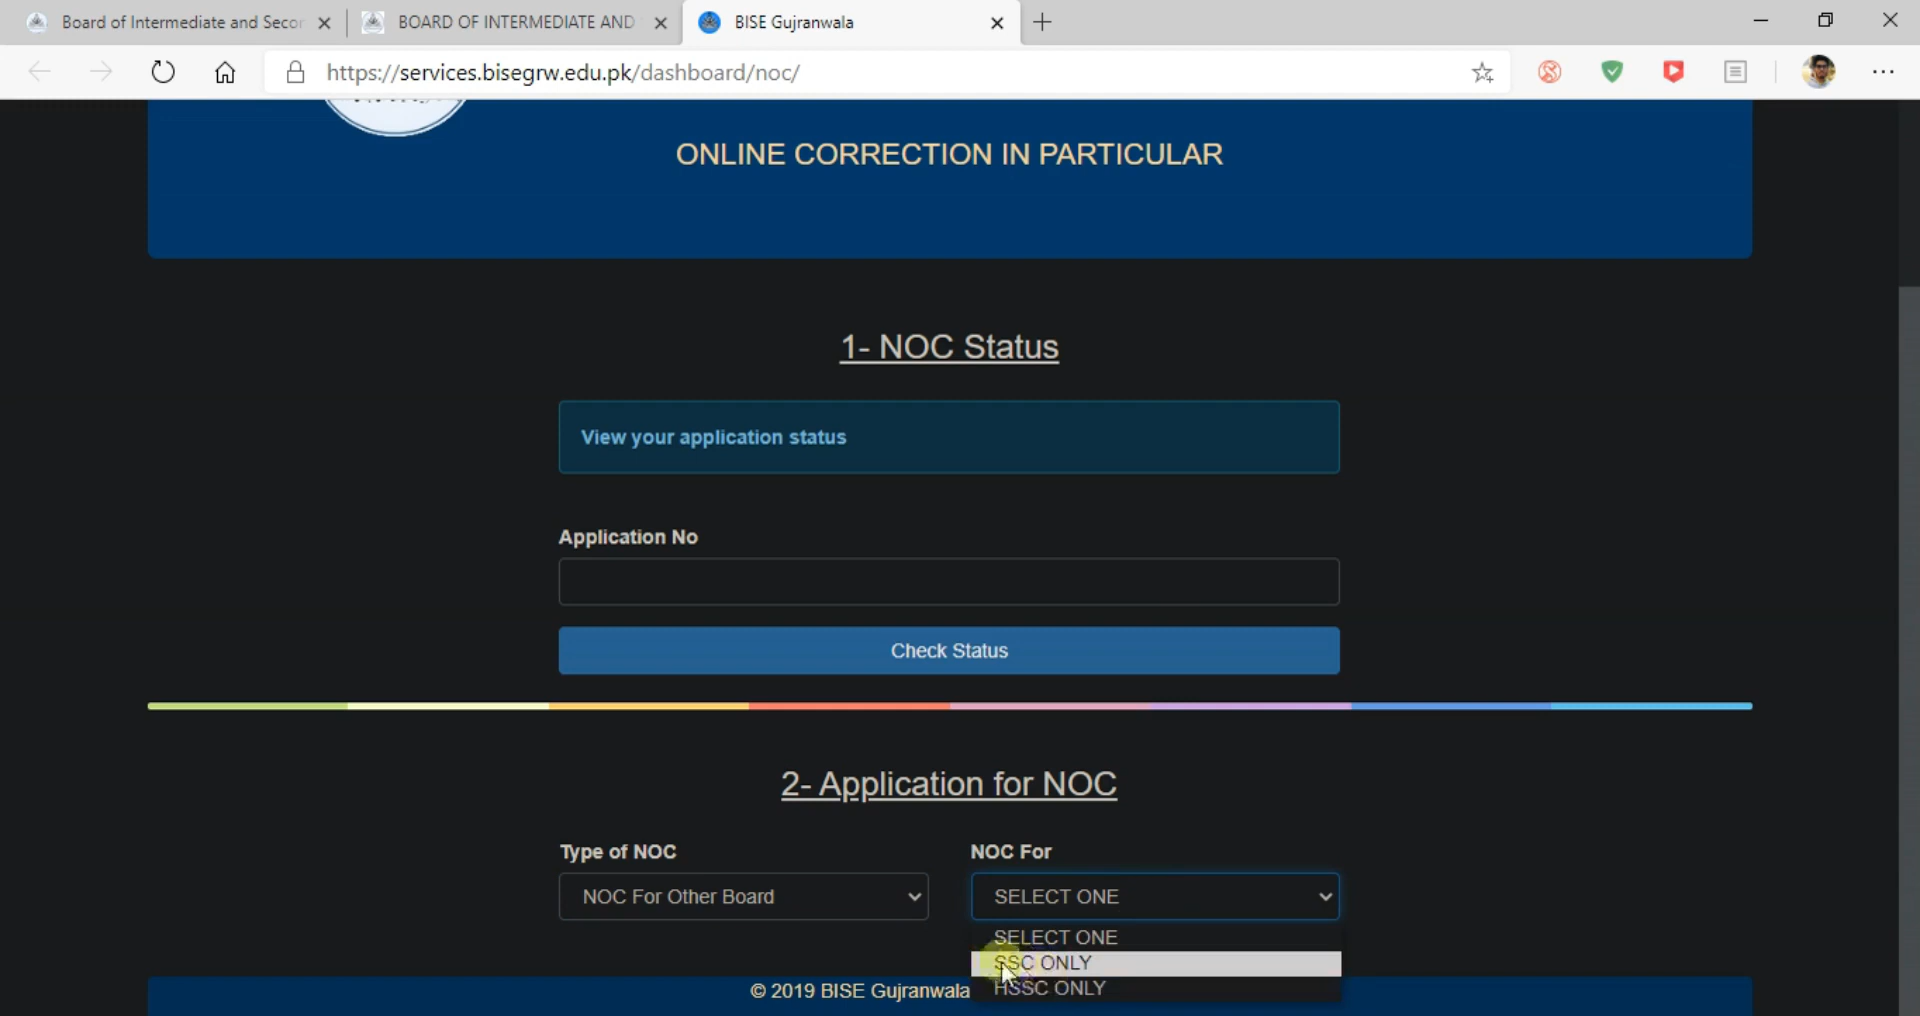 Board of Intermediate and Secor
BOARD OF INTERMEDIATE AND
BISE Gujranwala
https://services.bisegrw.edu.pk/dashboard/noc/
ONLINE CORRECTION IN PARTICULAR
1- NOC Status
View your application status
Application No
Check Status
2- Application for NOC
Type of NOC
NOC For
NOC For Other Board
SELECT ONE
SELECT ONE
SSC ONLY
HSSC ONLY
© 2019 BISE Gujranwala